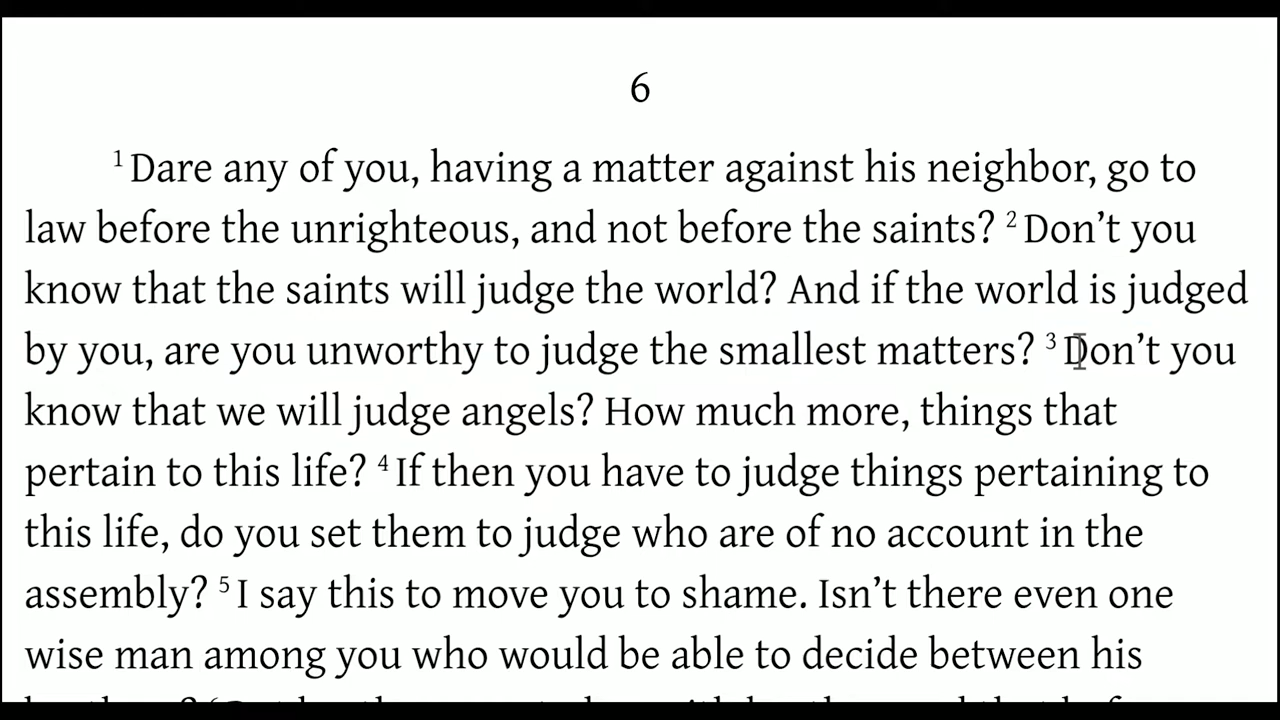 6
1 Dare any of you, having a matter against his neighbor, go to
law before the unrighteous, and not before the saints? 2 Don’t you
know that the saints will judge the world? And if the world is judged
by you, are you unworthy to judge the smallest matters? 3 Don’t you
know that we will judge angels? How much more, things that
pertain to this life? 4 If then you have to judge things pertaining to
this life, do you set them to judge who are of no account in the
assembly? 5 I say this to move you to shame. Isn’t there even one
wise man among you who would be able to decide between his